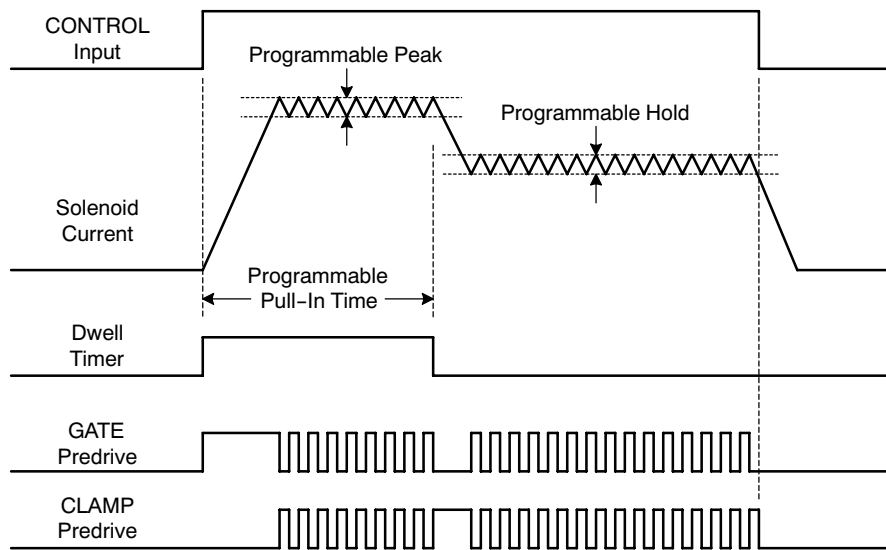 CONTROL
Input
Programmable Peak
Programmable Hold
Solenoid
Current
Programmable
Pull-In Time
Dwell
Timer
GATE
Predrive
CLAMP
Predrive